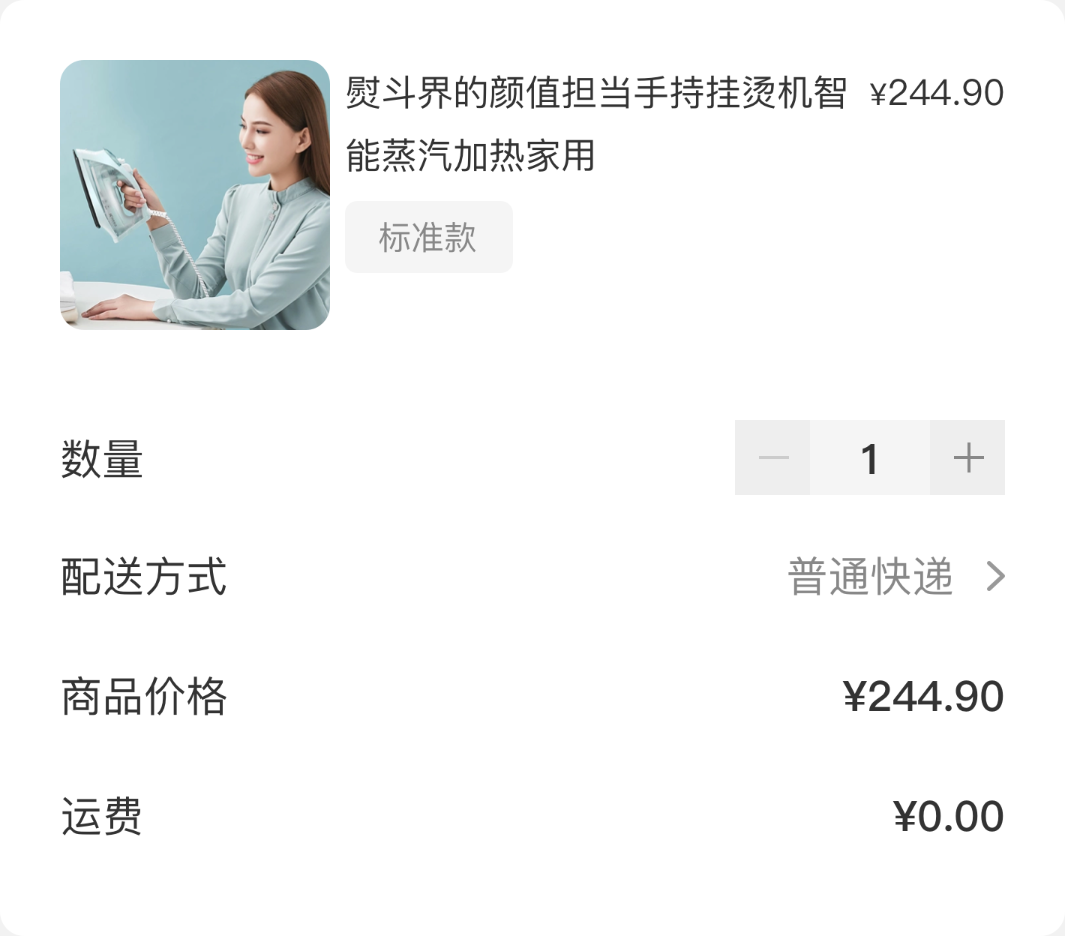 熨斗界的颜值担当手持挂烫机智 ¥244.90
能蒸汽加热家用
标准款
数量 1
配送方式 普通快递
商品价格 ¥244.90
运费 ¥0.00